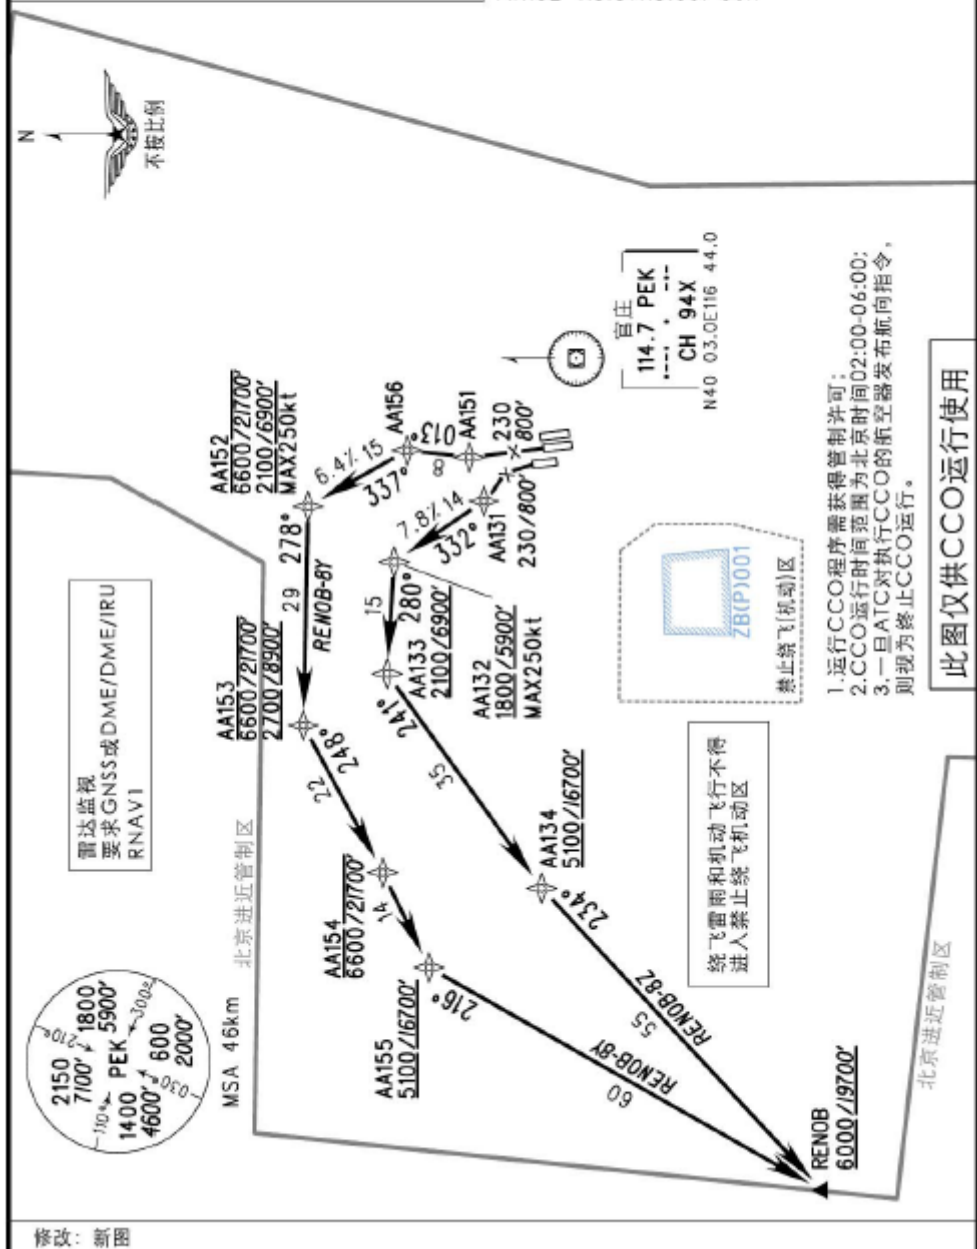 N
不按比例
雷达监视
要求GNSS或DME/DME/IRU
RNAV1
2150
7100'
1800
5900'
PEK
1400
4600'
600
2000'
110°
210°
300°
030°
MSA 46km
北京进近管制区
AA152
6600/21700'
2100/6900'
MAX250kt
AA153
6600/21700'
2700/8900'
278°
29
RENOB-8Y
6.4% 15
337°
AA156
013°
8
AA151
230
800'
7.8% 14
332°
AA131
230/800'
15
280°
AA133
2100/6900'
AA132
1800/5900'
MAX250kt
248°
22
AA154
6600/21700'
14
AA155
5100/16700'
216°
RENOB-8Y
60
241°
35
AA134
5100/16700'
234°
RENOB-8Z
55
RENOB
6000/19700'
官庄
114.7 PEK
CH 94X
N40 03.0E116 44.0
ZB(P)001
禁止绕飞(机动)区
绕飞雷雨和机动飞行不得
进入禁止绕飞机动区
1.运行CCO程序需获得管制许可;
2.CCO运行时间范围为北京时间02:00-06:00;
3.一旦ATC对执行CCO的航空器发布航向指令,
则视为终止CCO运行。
此图仅供CCO运行使用
北京进近管制区
修改: 新图